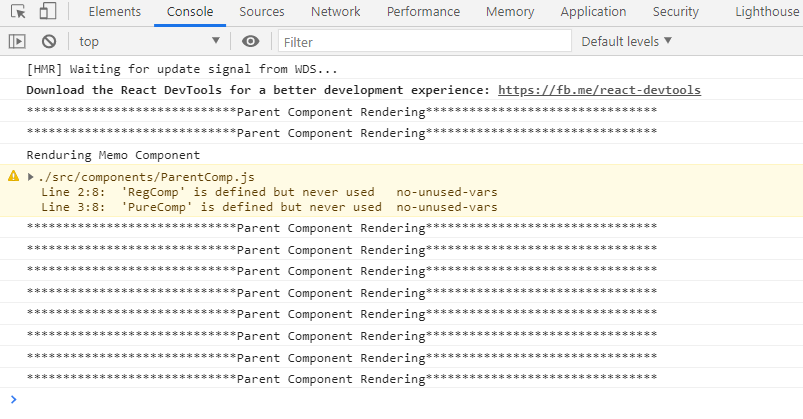 Elements Console Sources Network Performance Memory Application Security Lighthouse
top Filter Default levels
[HMR] Waiting for update signal from WDS...
Download the React DevTools for a better development experience: https://fb.me/react-devtools
****************************Parent Component Rendering*******************************
****************************Parent Component Rendering*******************************
Renduring Memo Component
./src/components/ParentComp.js
Line 2:8: 'RegComp' is defined but never used no-unused-vars
Line 3:8: 'PureComp' is defined but never used no-unused-vars
****************************Parent Component Rendering*******************************
****************************Parent Component Rendering*******************************
****************************Parent Component Rendering*******************************
****************************Parent Component Rendering*******************************
****************************Parent Component Rendering*******************************
****************************Parent Component Rendering*******************************
****************************Parent Component Rendering*******************************
****************************Parent Component Rendering*******************************